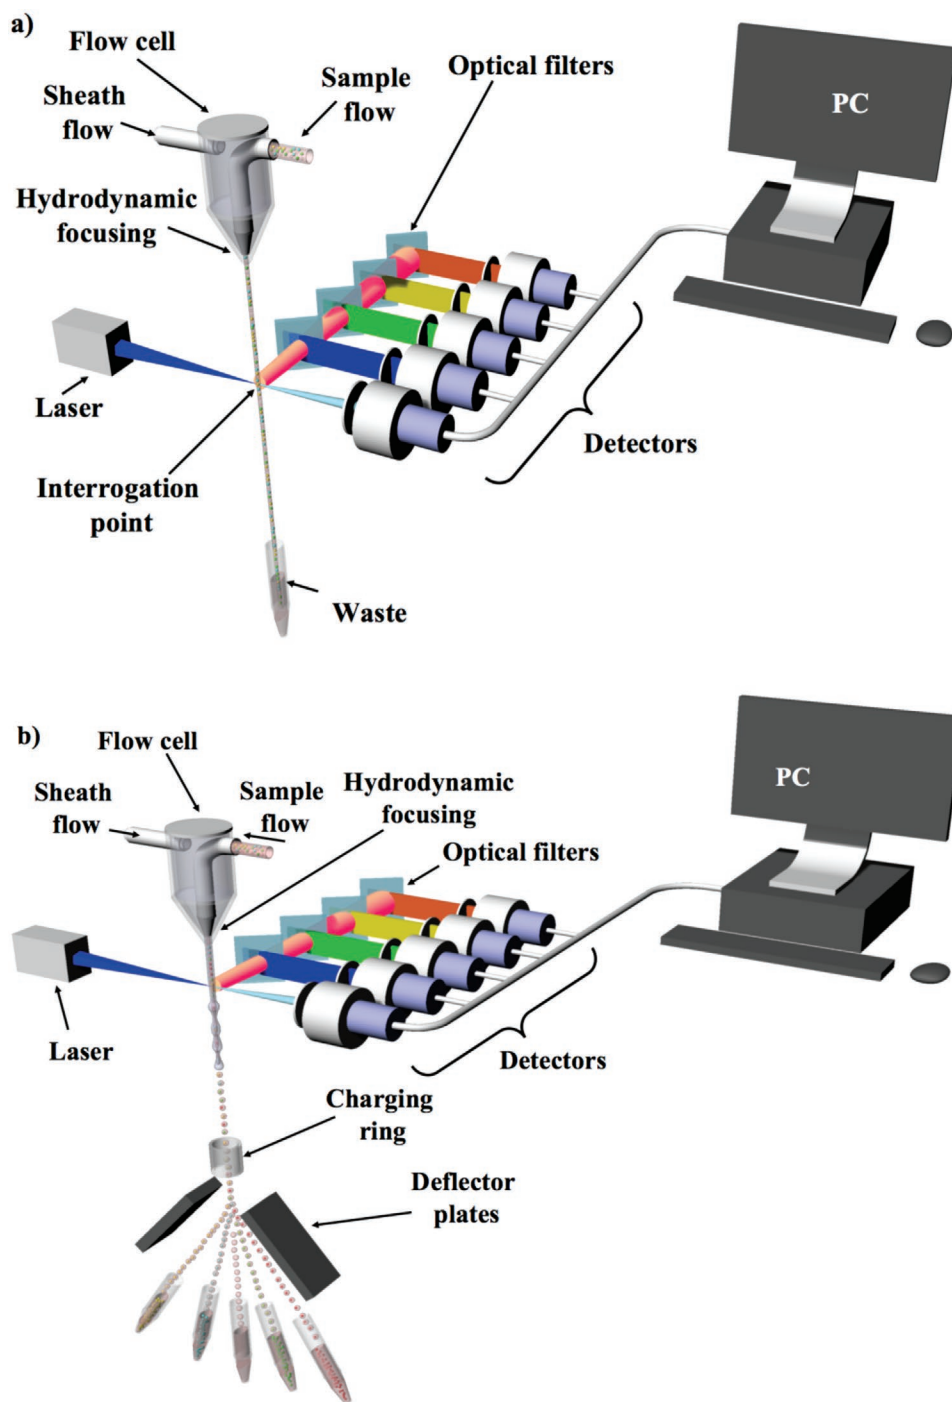 a)
Flow cell
Sheath
flow
Sample
flow
Optical filters
PC
Hydrodynamic
focusing
Laser
Detectors
Interrogation
point
Waste
b)
Flow cell
Sheath
flow
Sample
flow
Hydrodynamic
focusing
Optical filters
PC
Laser
Detectors
Charging
ring
Deflector
plates